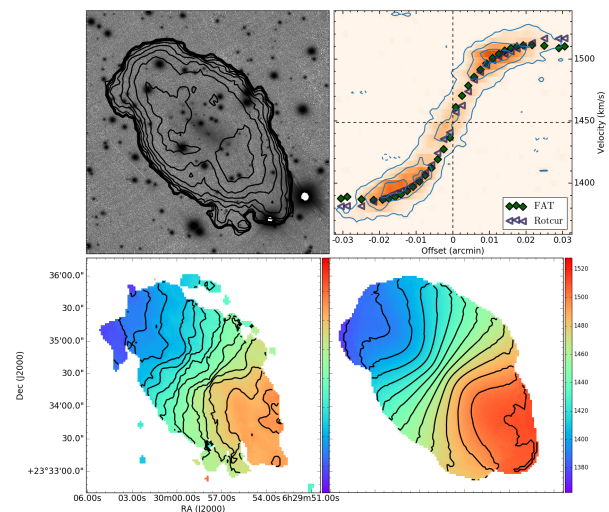 1500
1450
1400
Velocity (km/s)
FAT
Rotcur
-0.03 -0.02 -0.01 0 0.01 0.02 0.03
Offset (arcmin)
36'00.0"
30.0"
35'00.0"
30.0"
34'00.0"
30.0"
+23°33'00.0"
Dec (J2000)
06.00s 03.00s 30m00.00s 57.00s 54.00s 6h29m51.00s
RA (J2000)
1520
1500
1480
1460
1440
1420
1400
1380